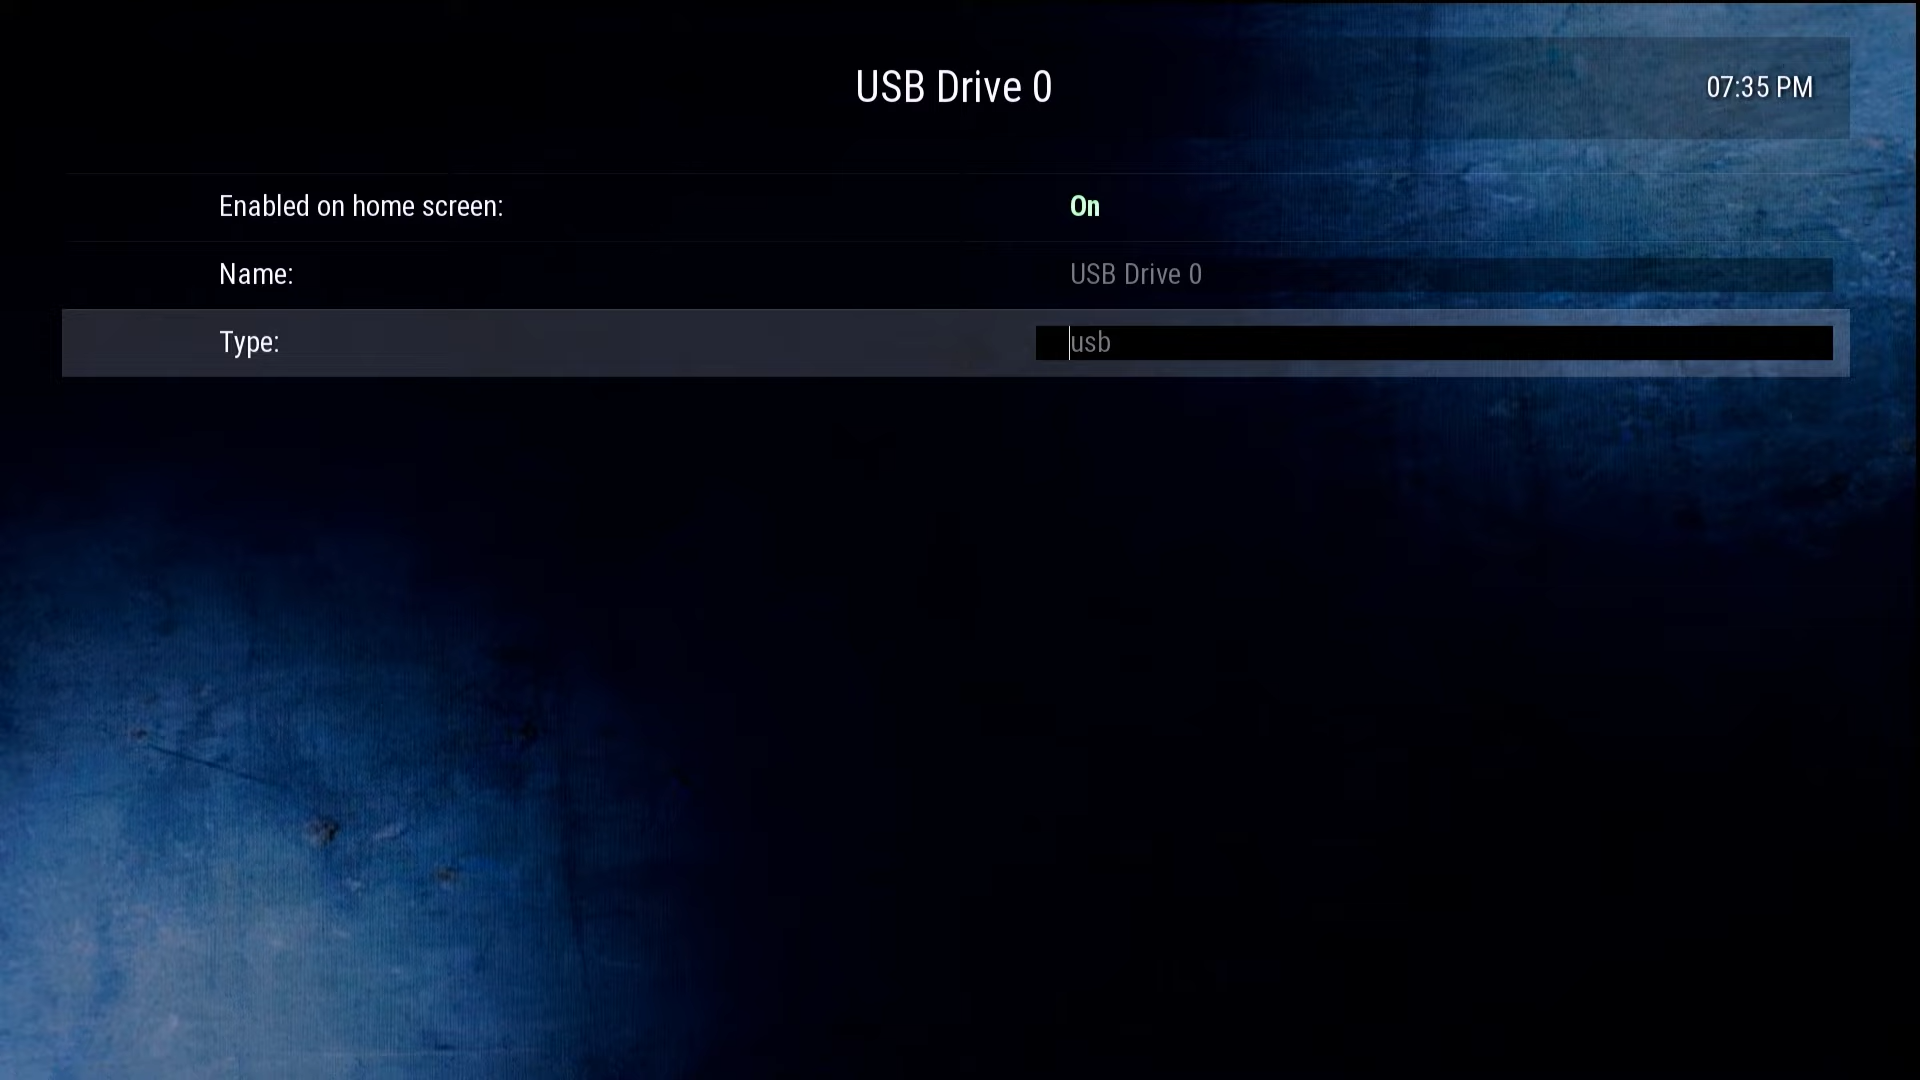 USB Drive 0
07:35 PM
Enabled on home screen: On
Name: USB Drive 0
Type: usb